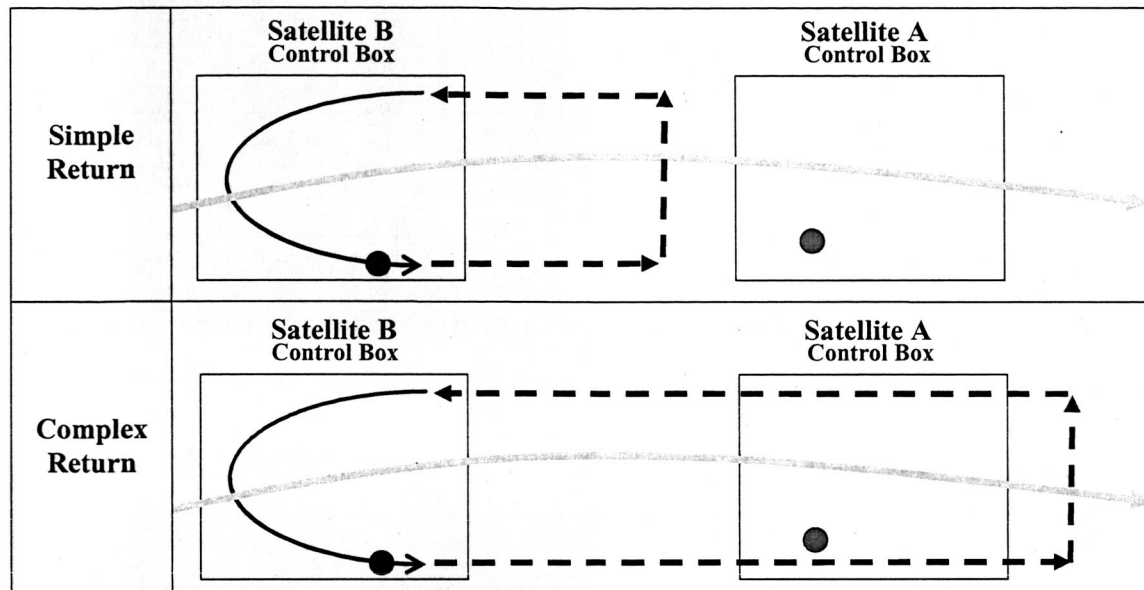 Satellite B
Control Box
Satellite A
Control Box
Simple
Return
Satellite B
Control Box
Satellite A
Control Box
Complex
Return